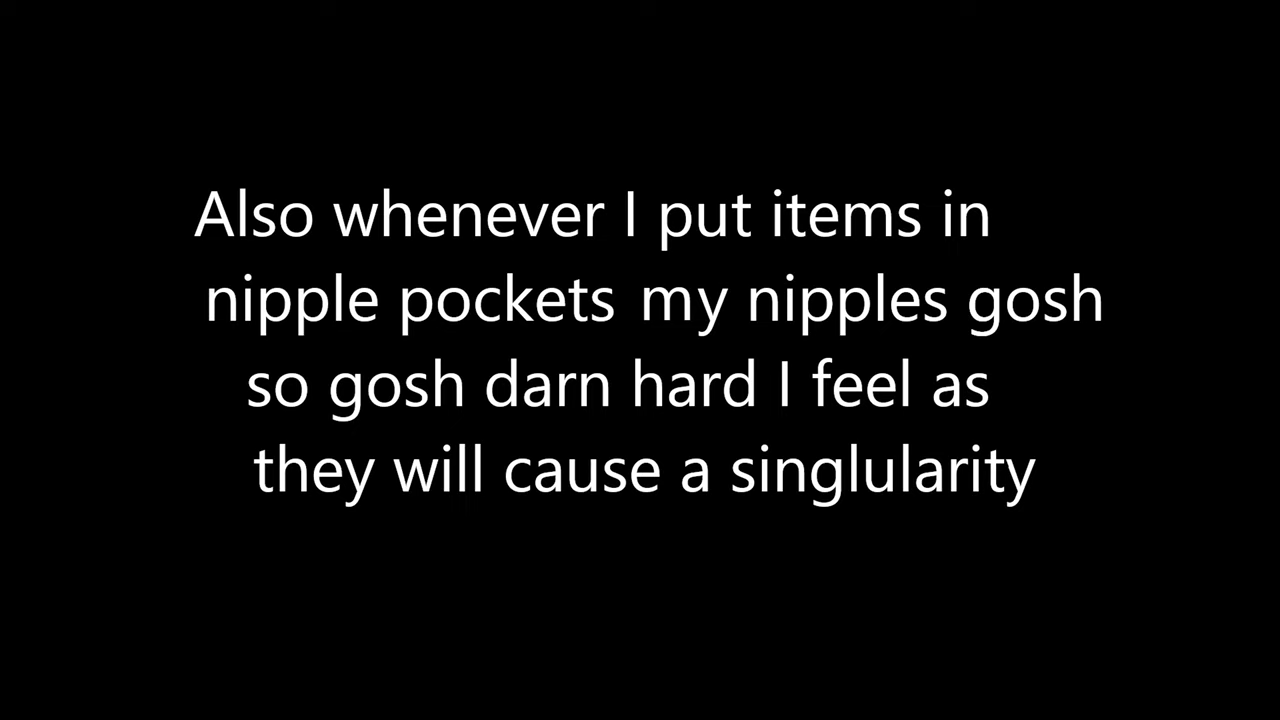 Also whenever I put items in
nipple pockets my nipples gosh
so gosh darn hard I feel as
they will cause a singlularity